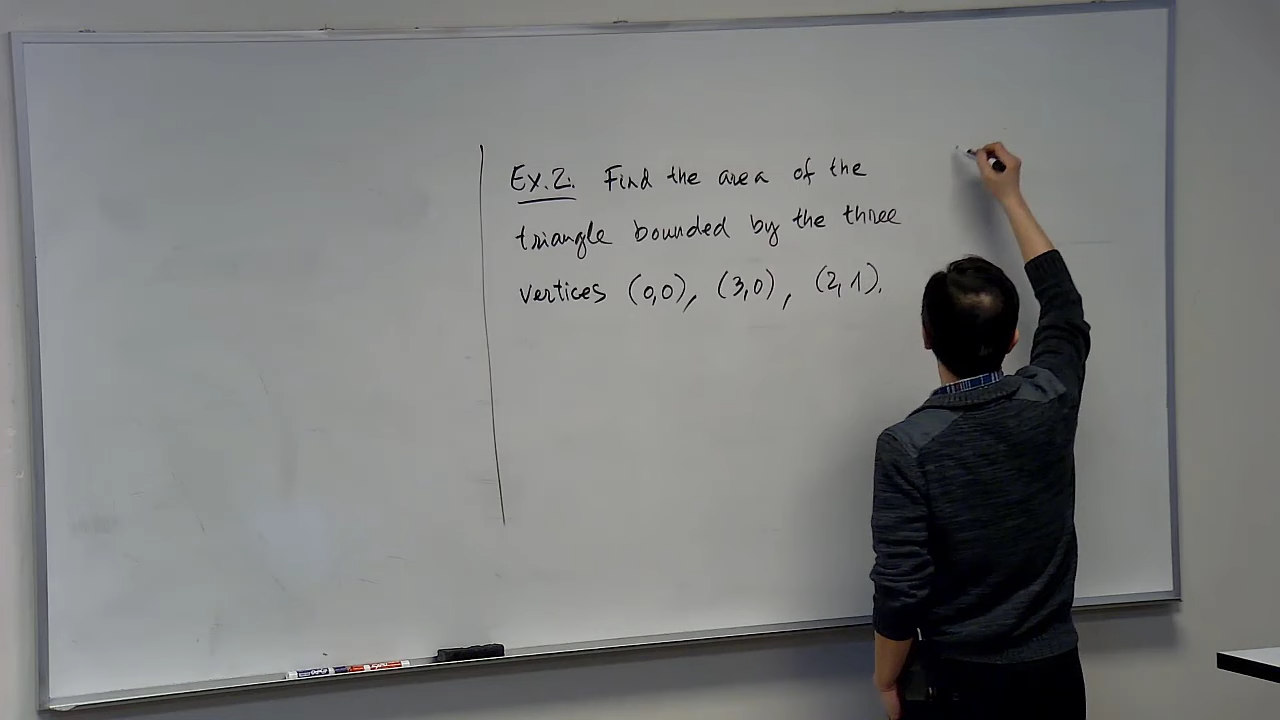 Ex. 2. Find the area of the
triangle bounded by the three
vertices (0,0), (3,0), (2,1).